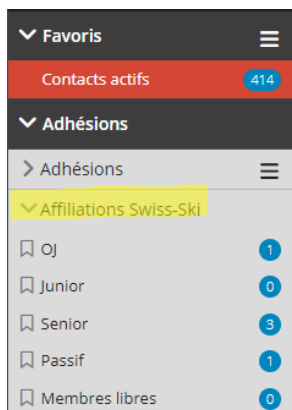 Favoris
Contacts actifs 414
Adhésions
Adhésions
Affiliations Swiss-Ski
OJ 1
Junior 0
Senior 3
Passif 1
Membres libres 0